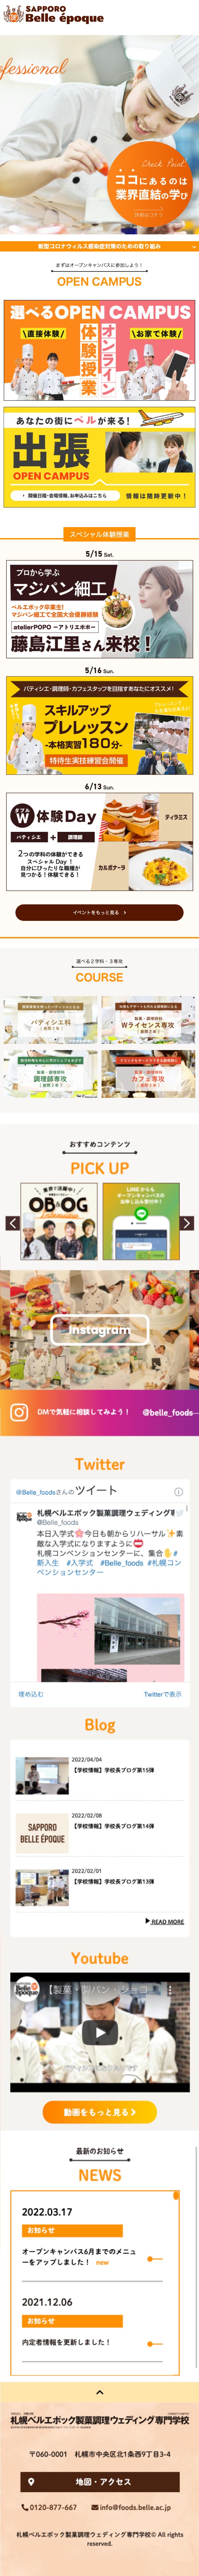 SAPPORO
Belle époque
ofessional
Check Point!
ココにあるのは
業界直結の学び
詳細はコチラ
新型コロナウィルス感染症対策のための取り組み
まずはオープンキャンパスに参加しよう！
OPEN CAMPUS
選べるOPEN CAMPUS
直接体験
体験授業
オンライン
お家で体験
あなたの街にベルが来る！
出張
OPEN CAMPUS
開催日程・会場情報、お申込みはこちら
情報は随時更新中！
スペシャル体験授業
5/15 Sat.
プロから学ぶ
マジパン細工
ベルエポック卒業生！
マジパン細工で全国大会優勝経験
atelierPOPO ーアトリエポポー
藤島江里さん来校！
5/16 Sun.
パティシエ・調理師・カフェスタッフを目指すあなたにオススメ！
スキルアップ
プレレッスン
-本格実習180分-
特待生実技練習会開催
6/13 Sun.
ダブル
W体験Day
パティシエ + 調理師
2つの学科の体験ができる
スペシャルDay！
自分にぴったりな職種が
見つかる！体験できる！
ティラミス
カルボナーラ
イベントをもっと見る
選べる2学科・3専攻
COURSE
パティシエ科
Wライセンス専攻
調理師専攻
カフェ専攻
おすすめコンテンツ
PICK UP
業界で活躍中！
OB&OG
Interview
LINEからも
オープンキャンパスの
お申し込み受付中！
Instagram
DMで気軽に相談してみよう！ @belle_foods
Twitter
@Belle_foodsさんのツイート
札幌ベルエポック製菓調理ウェディング専
@Belle_foods
本日入学式🌸今日も朝からリハーサル✨素
敵な入学式になりますように
札幌コンベンションセンターに、集合✋ #
新入生 #入学式 #Belle_foods #札幌コン
ベンションセンター
埋め込む
Twitterで表示
Blog
2022/04/04
【学校情報】学校長ブログ第15弾
2022/02/08
【学校情報】学校長ブログ第14弾
SAPPORO
BELLE ÉPOQUE
2022/02/01
【学校情報】学校長ブログ第13弾
READ MORE
Youtube
【製菓・製パン・ショコ...
動画をもっと見る
最新のお知らせ
NEWS
2022.03.17
お知らせ
オープンキャンパス6月までのメニュ
ーをアップしました！ new
2021.12.06
お知らせ
内定者情報を更新しました！
札幌ベルエポック製菓調理ウェディング専門学校
〒060-0001 札幌市中央区北1条西9丁目3-4
地図・アクセス
0120-877-667 info@foods.belle.ac.jp
札幌ベルエポック製菓調理ウェディング専門学校© All rights
reserved.